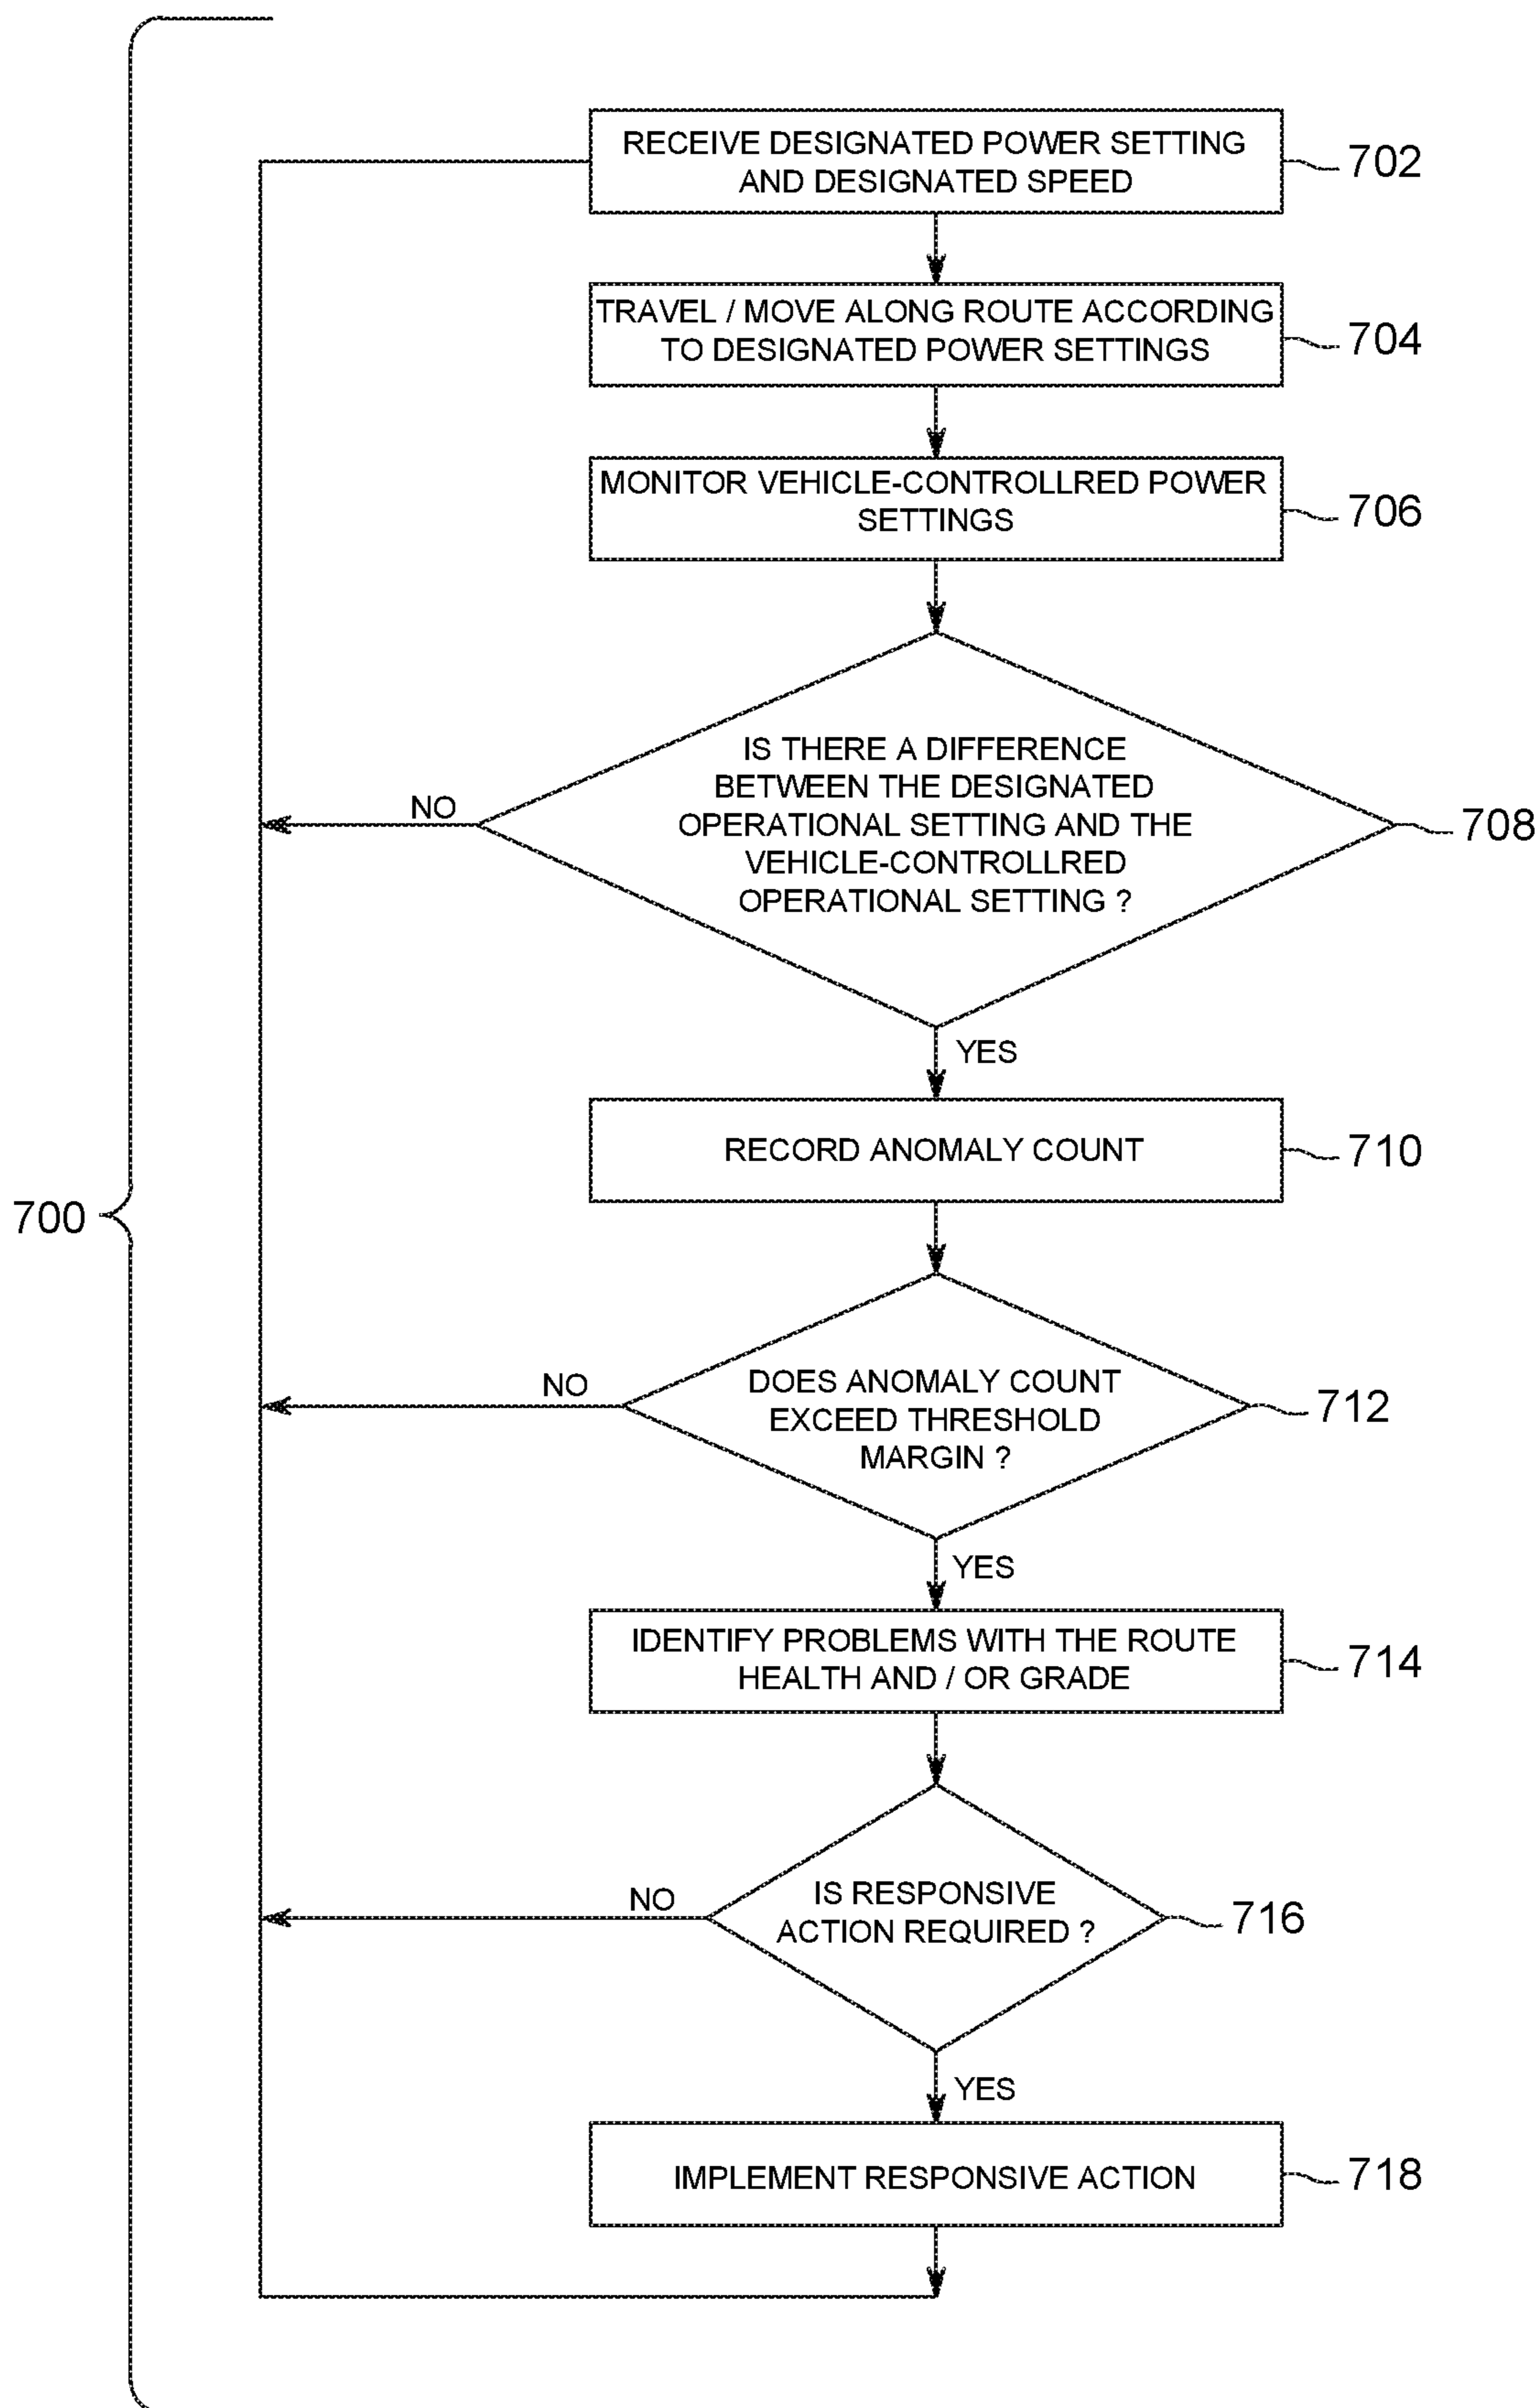 RECEIVE DESIGNATED POWER SETTING
AND DESIGNATED SPEED
702
TRAVEL / MOVE ALONG ROUTE ACCORDING
TO DESIGNATED POWER SETTINGS
704
MONITOR VEHICLE-CONTROLLRED POWER
SETTINGS
706
IS THERE A DIFFERENCE
BETWEEN THE DESIGNATED
OPERATIONAL SETTING AND THE
VEHICLE-CONTROLLRED
OPERATIONAL SETTING ?
NO
708
YES
RECORD ANOMALY COUNT
710
700
DOES ANOMALY COUNT
EXCEED THRESHOLD
MARGIN ?
NO
712
YES
IDENTIFY PROBLEMS WITH THE ROUTE
HEALTH AND / OR GRADE
714
IS RESPONSIVE
ACTION REQUIRED ?
NO
716
YES
IMPLEMENT RESPONSIVE ACTION
718